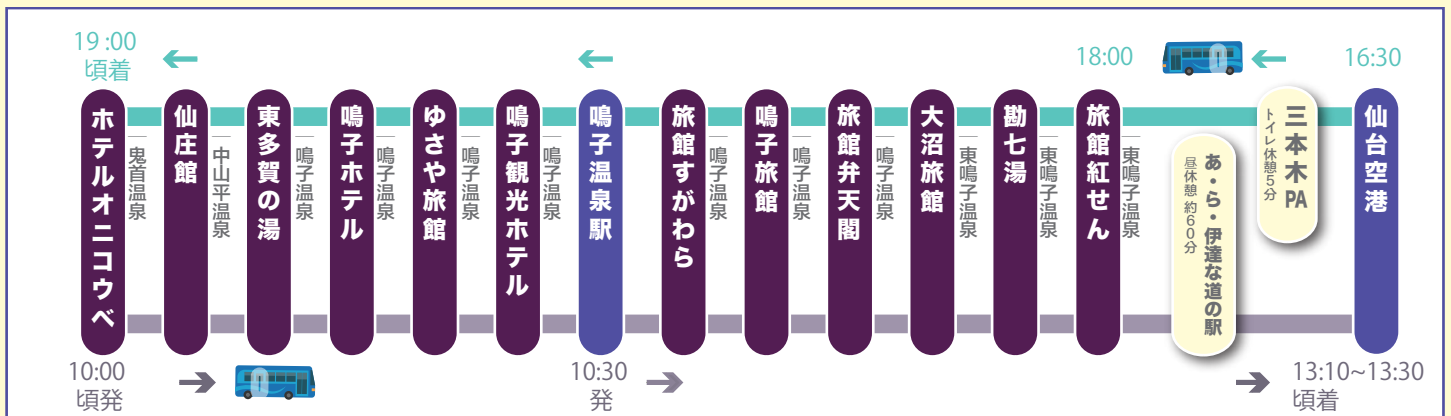 19:00
頃着
18:00
16:30
ホテルオニコウベ
鬼首温泉
仙庄館
中山平温泉
東多賀の湯
鳴子温泉
鳴子ホテル
鳴子温泉
ゆさや旅館
鳴子温泉
鳴子観光ホテル
鳴子温泉
鳴子温泉駅
旅館すがわら
鳴子温泉
鳴子旅館
鳴子温泉
旅館弁天閣
鳴子温泉
大沼旅館
東鳴子温泉
勘七湯
東鳴子温泉
旅館紅せん
東鳴子温泉
あ・ら・伊達な道の駅
昼休憩 約60分
三本木PA
トイレ休憩5分
仙台空港
10:00
頃発
10:30
発
13:10~13:30
頃着